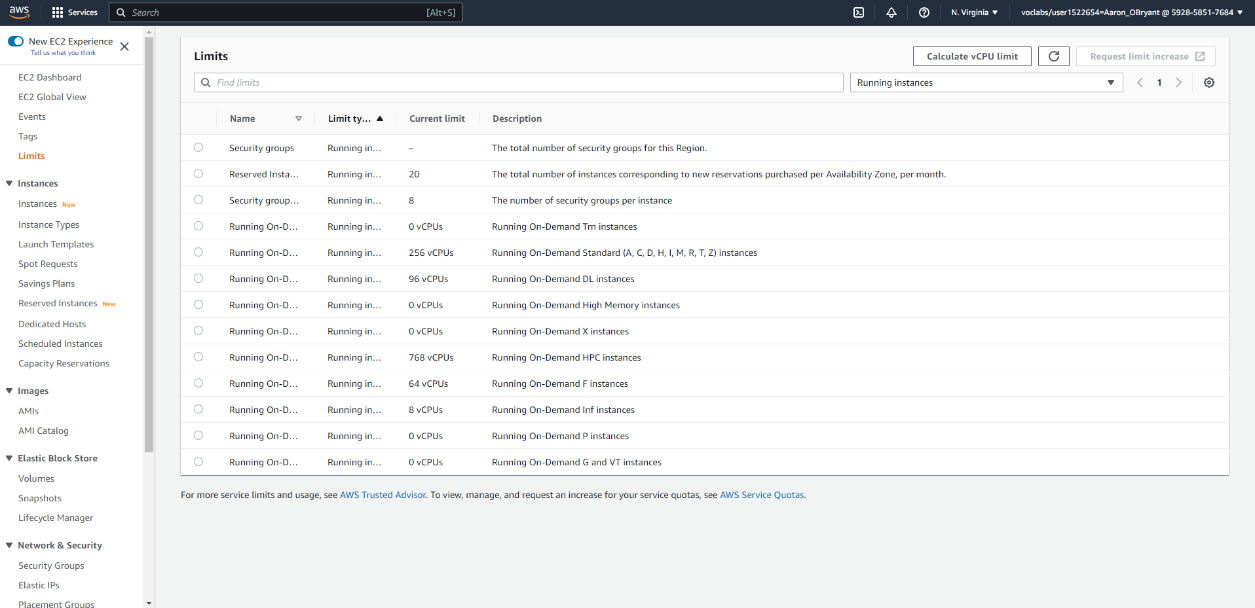 aws Services Search [Alt+S] N. Virginia ▼ voclabs/user1522654=Aaron_OBryant @ 5928-5851-7684 ▼
New EC2 Experience
Tell us what you think
EC2 Dashboard
EC2 Global View
Events
Tags
Limits
Instances
Instances New
Instance Types
Launch Templates
Spot Requests
Savings Plans
Reserved Instances New
Dedicated Hosts
Scheduled Instances
Capacity Reservations
Images
AMIs
AMI Catalog
Elastic Block Store
Volumes
Snapshots
Lifecycle Manager
Network & Security
Security Groups
Elastic IPs
Placement Groups
Limits Calculate vCPU limit Request limit increase
Find limits Running instances 1
Name Limit ty... Current limit Description
Security groups Running in... – The total number of security groups for this Region.
Reserved Insta... Running in... 20 The total number of instances corresponding to new reservations purchased per Availability Zone, per month.
Security group... Running in... 8 The number of security groups per instance
Running On-D... Running in... 0 vCPUs Running On-Demand Trn instances
Running On-D... Running in... 256 vCPUs Running On-Demand Standard (A, C, D, H, I, M, R, T, Z) instances
Running On-D... Running in... 96 vCPUs Running On-Demand DL instances
Running On-D... Running in... 0 vCPUs Running On-Demand High Memory instances
Running On-D... Running in... 0 vCPUs Running On-Demand X instances
Running On-D... Running in... 768 vCPUs Running On-Demand HPC instances
Running On-D... Running in... 64 vCPUs Running On-Demand F instances
Running On-D... Running in... 8 vCPUs Running On-Demand Inf instances
Running On-D... Running in... 0 vCPUs Running On-Demand P instances
Running On-D... Running in... 0 vCPUs Running On-Demand G and VT instances
For more service limits and usage, see AWS Trusted Advisor. To view, manage, and request an increase for your service quotas, see AWS Service Quotas.